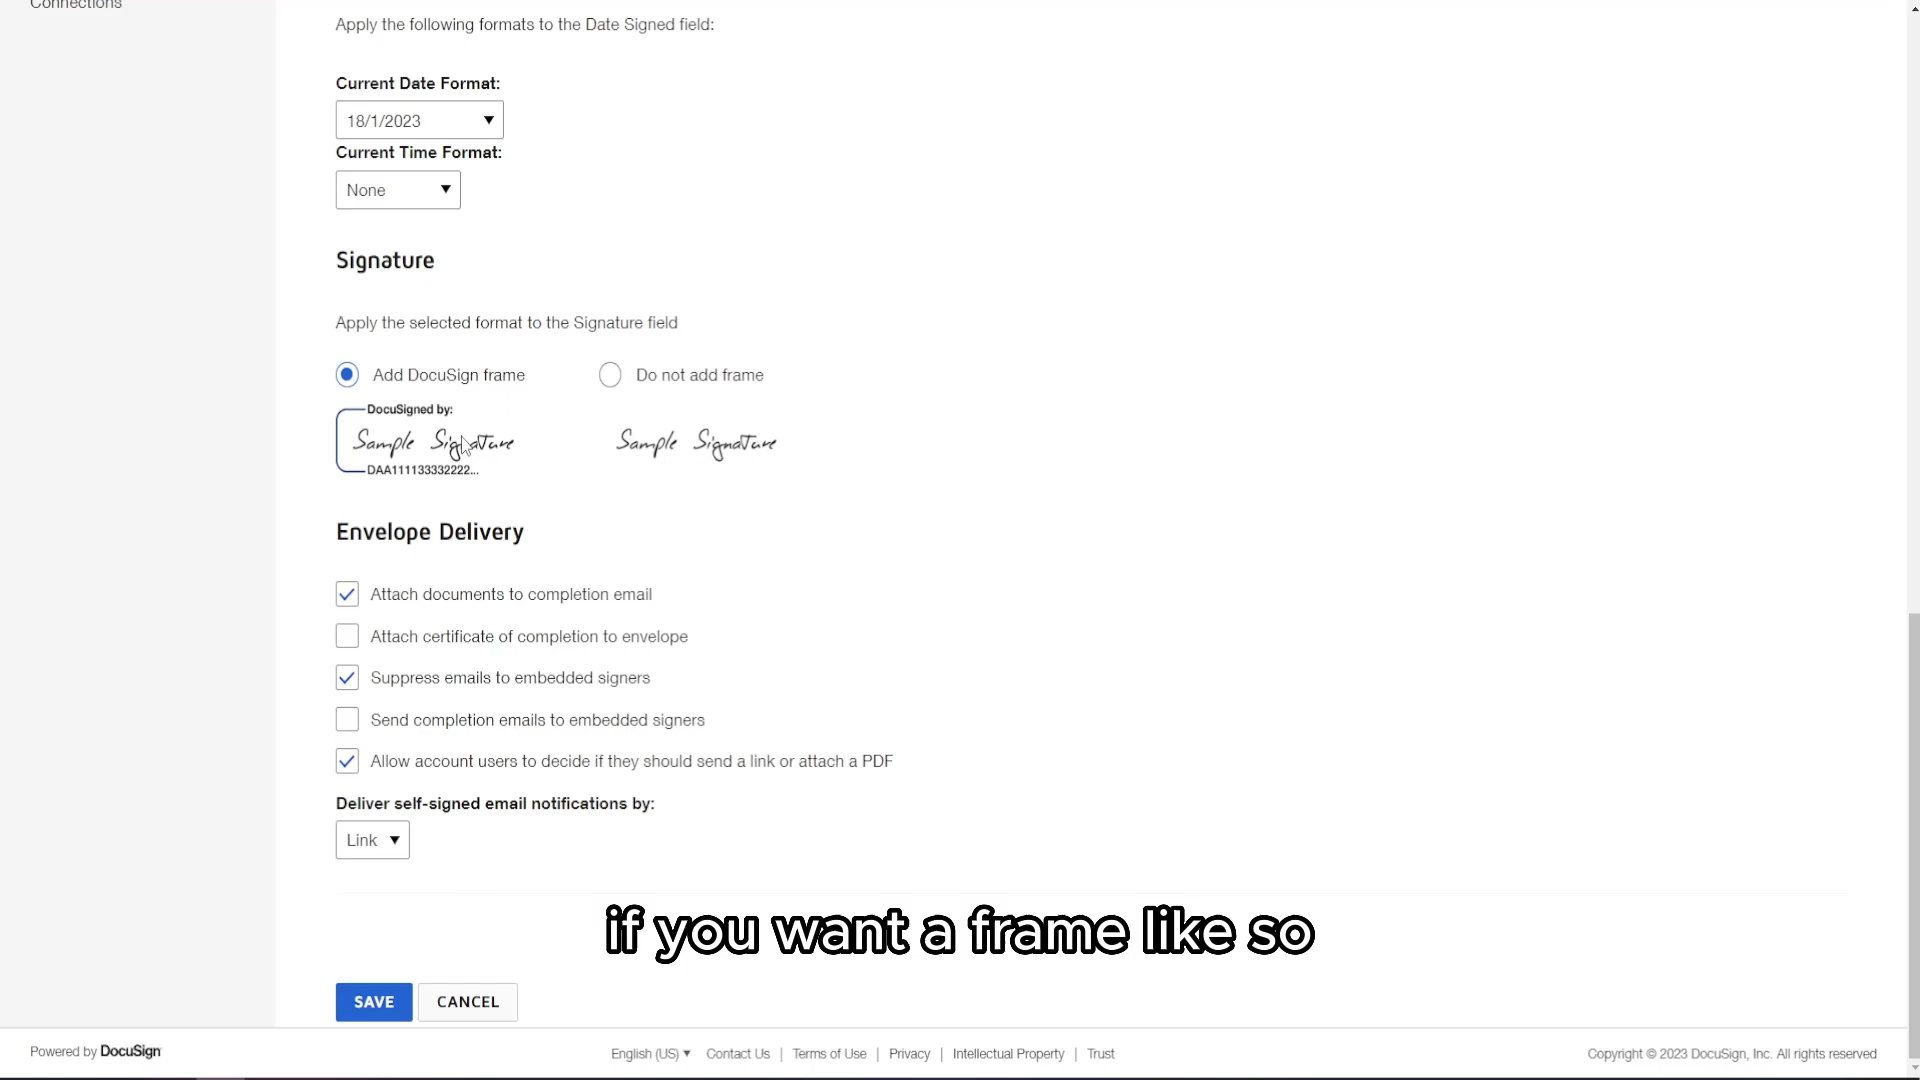 Connections
Apply the following formats to the Date Signed field:
Current Date Format:
18/1/2023
Current Time Format:
None
Signature
Apply the selected format to the Signature field
Add DocuSign frame
Do not add frame
DocuSigned by:
Sample Signature
DAA111133332222...
Sample Signature
Envelope Delivery
Attach documents to completion email
Attach certificate of completion to envelope
Suppress emails to embedded signers
Send completion emails to embedded signers
Allow account users to decide if they should send a link or attach a PDF
Deliver self-signed email notifications by:
Link
if you want a frame like so
SAVE
CANCEL
Powered by DocuSign
English (US) Contact Us | Terms of Use | Privacy | Intellectual Property | Trust
Copyright © 2023 DocuSign, Inc. All rights reserved